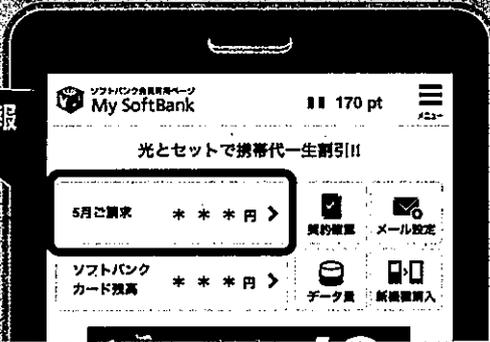 報
ソフトバンク会員専用ページ
My SoftBank
170 pt
メニュー
光とセットで携帯代一生割引!!
5月ご請求 * * * 円 >
契約確認
メール設定
ソフトバンク
カード残高
* * * 円 >
データ量
新機種購入